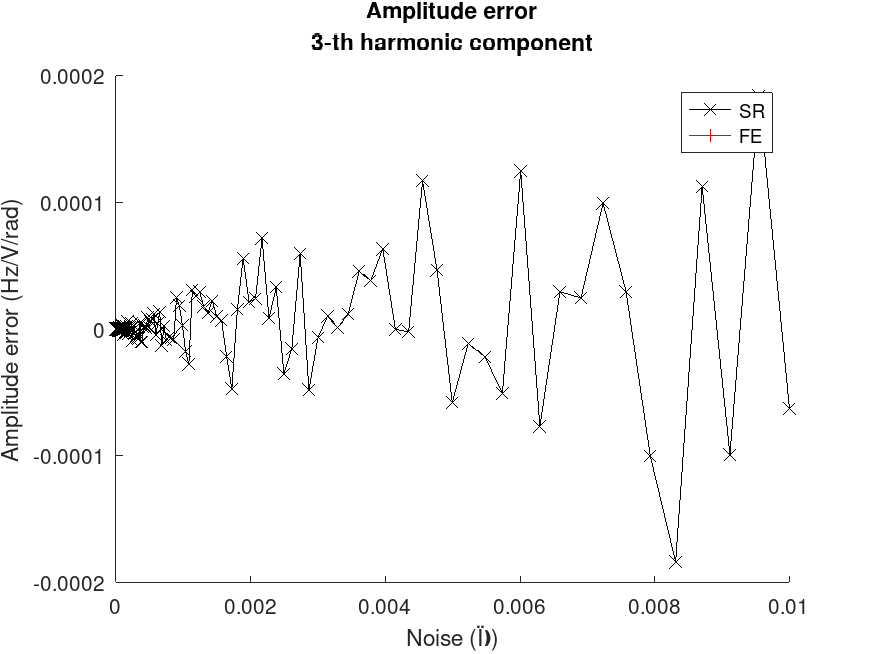 Amplitude error
3-th harmonic component
0.0002
0.0001
0
-0.0001
-0.0002
Amplitude error (Hz/V/rad)
SR
FE
0
0.002
0.004
0.006
0.008
0.01
Noise